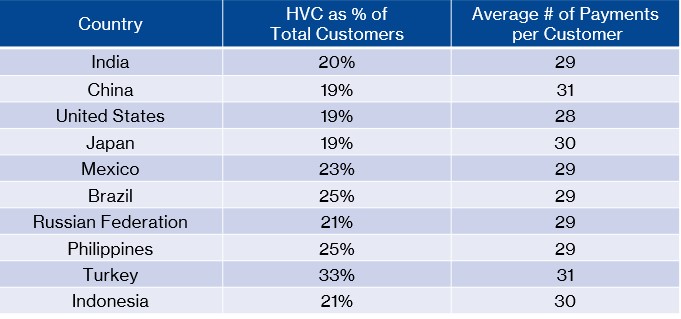 Country HVC as % of Total Customers Average # of Payments per Customer
India 20% 29
China 19% 31
United States 19% 28
Japan 19% 30
Mexico 23% 29
Brazil 25% 29
Russian Federation 21% 29
Philippines 25% 29
Turkey 33% 31
Indonesia 21% 30